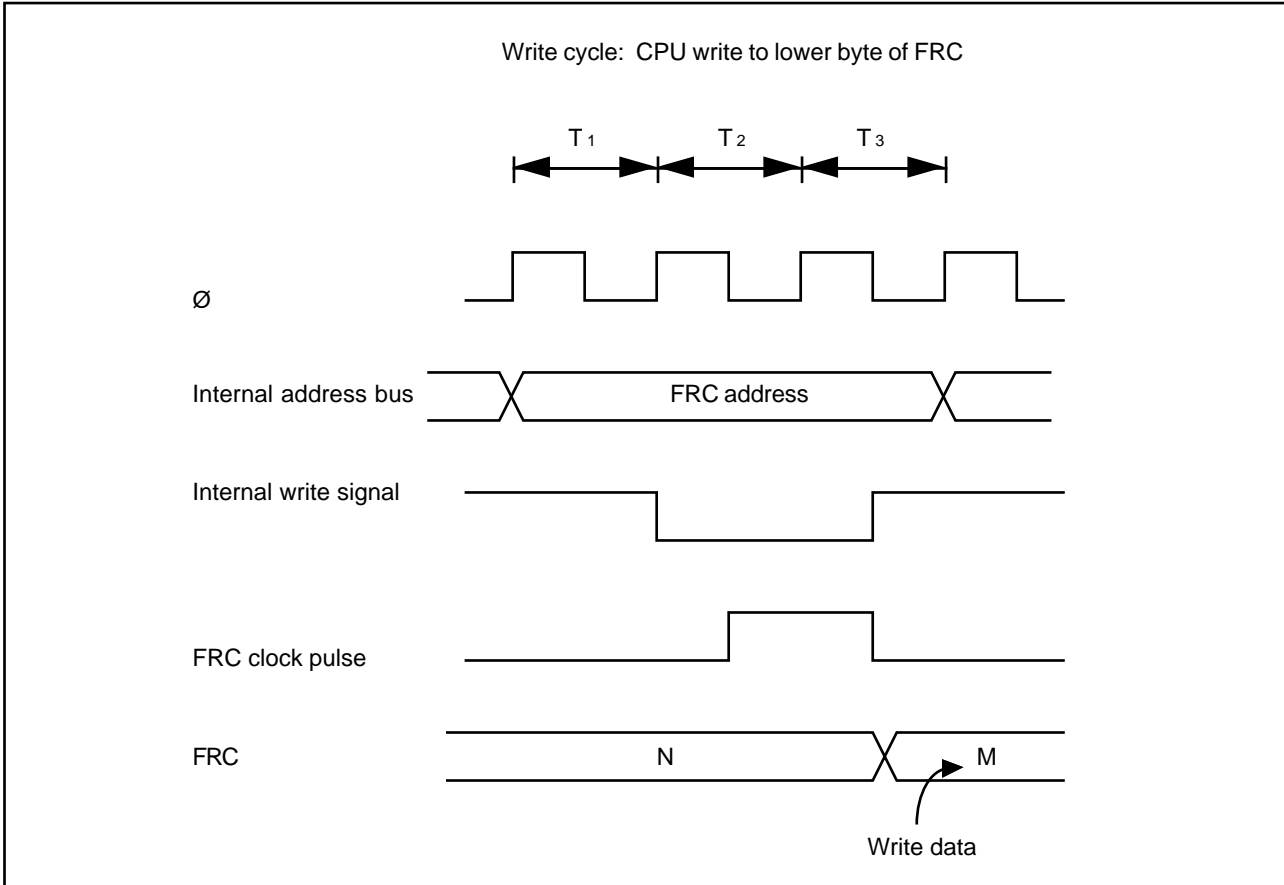 Write cycle: CPU write to lower byte of FRC
T1 T2 T3
Ø
Internal address bus FRC address
Internal write signal
FRC clock pulse
FRC N M
Write data